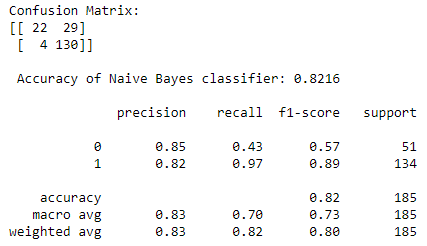 Confusion Matrix:
[[ 22  29]
 [  4 130]]
Accuracy of Naive Bayes classifier: 0.8216
precision recall f1-score support
0 0.85 0.43 0.57 51
1 0.82 0.97 0.89 134
accuracy 0.82 185
macro avg 0.83 0.70 0.73 185
weighted avg 0.83 0.82 0.80 185